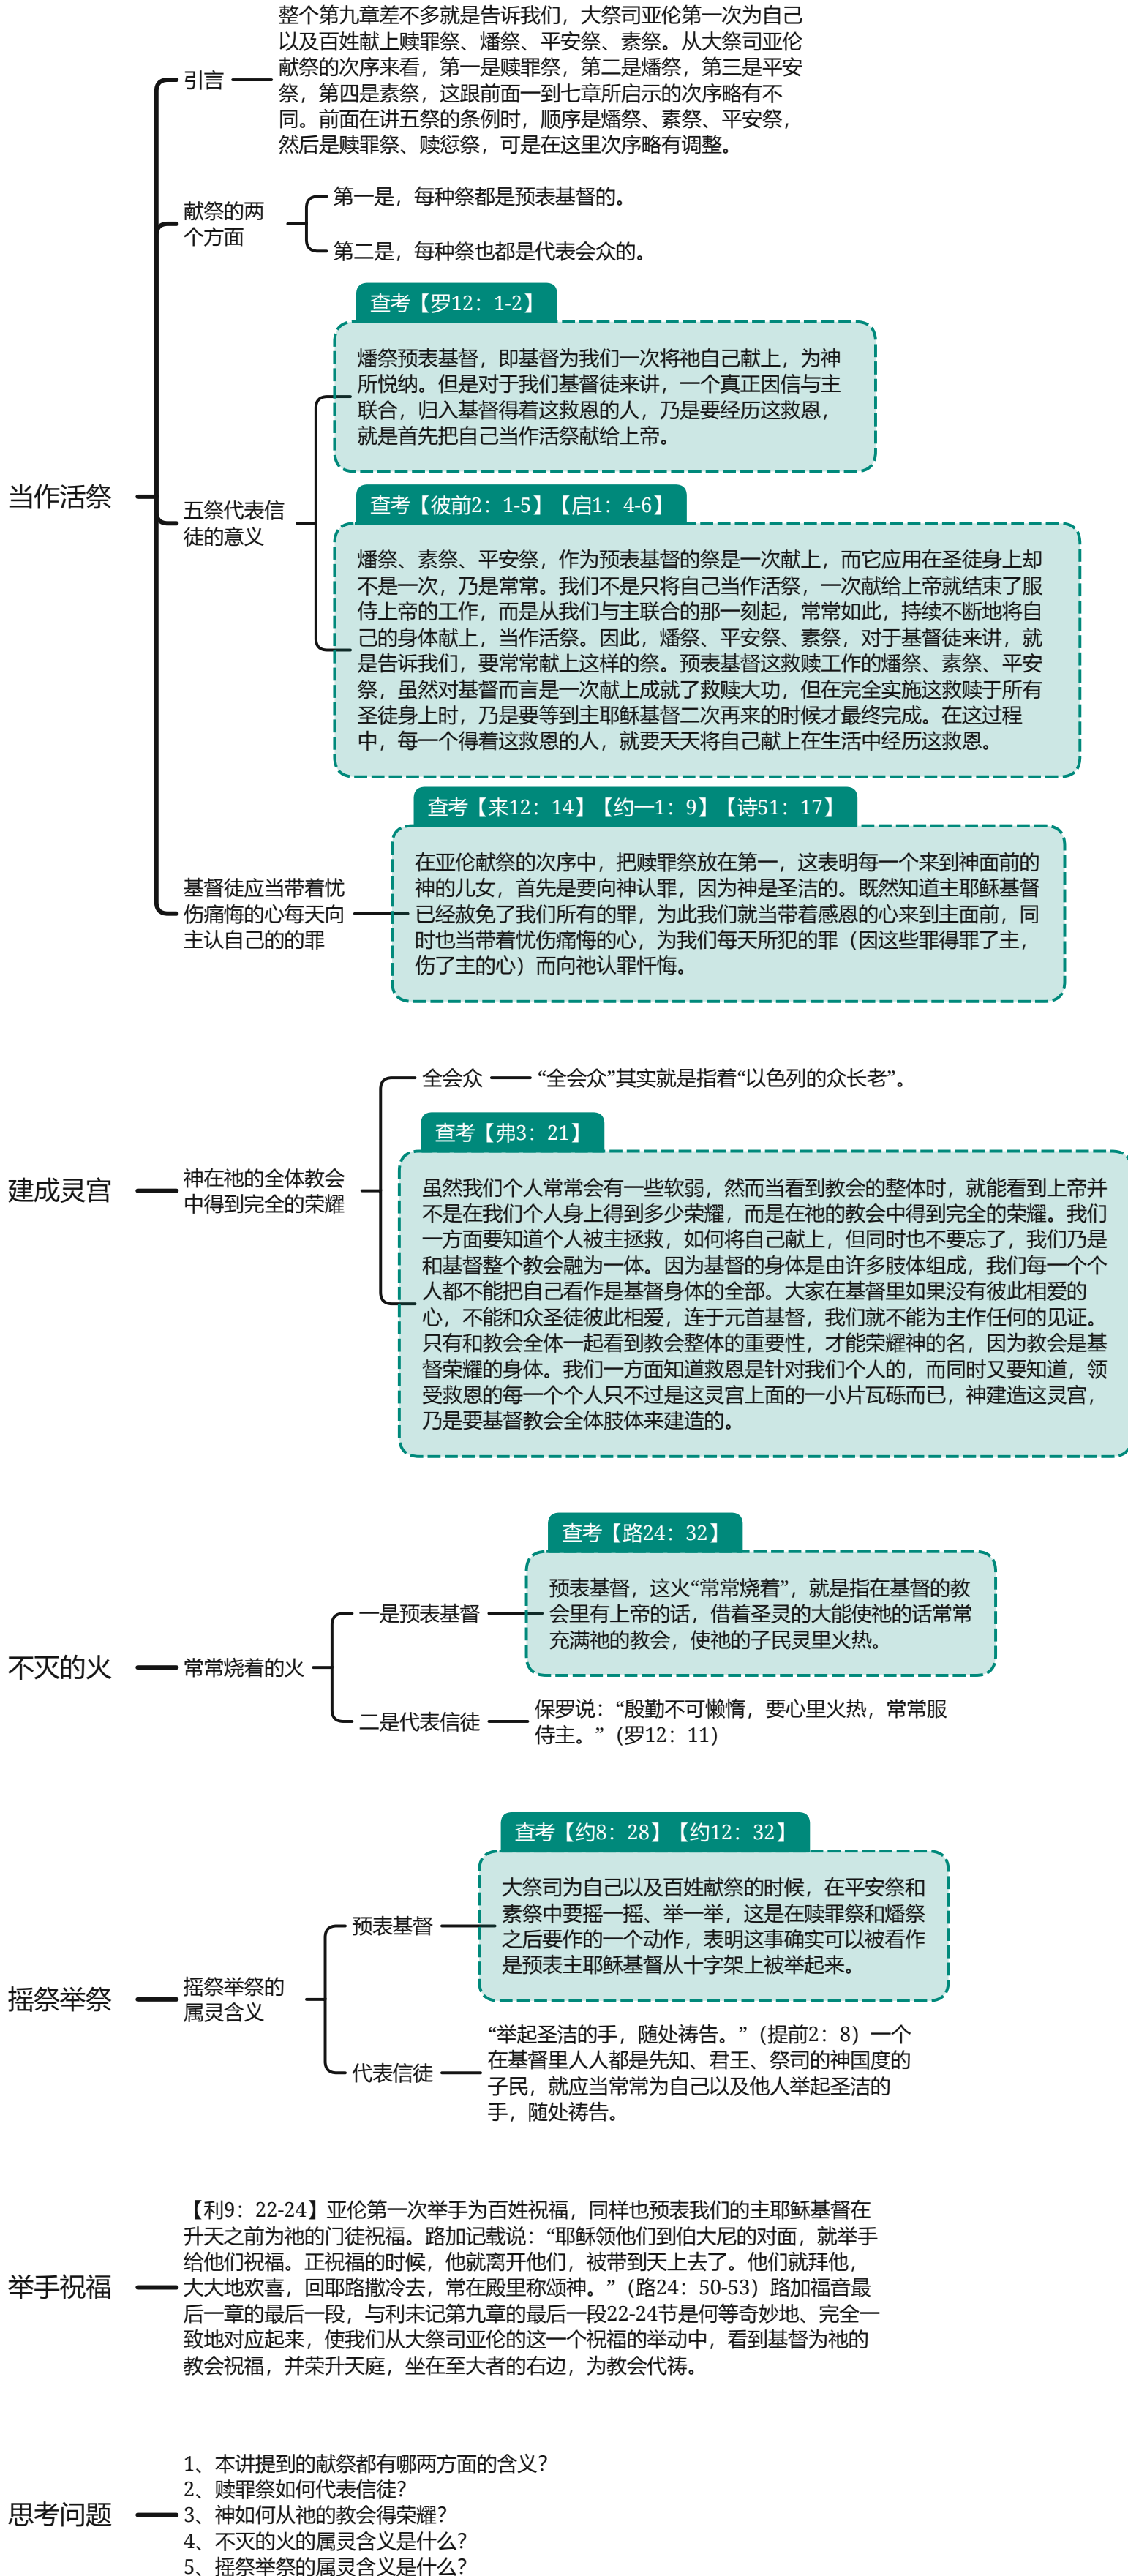 当作活祭
引言
整个第九章差不多就是告诉我们，大祭司亚伦第一次为自己
以及百姓献上赎罪祭、燔祭、平安祭、素祭。从大祭司亚伦
献祭的次序来看，第一是赎罪祭，第二是燔祭，第三是平安
祭，第四是素祭，这跟前面一到七章所启示的次序略有不
同。前面在讲五祭的条例时，顺序是燔祭、素祭、平安祭，
然后是赎罪祭、赎愆祭，可是在这里次序略有调整。
献祭的两
个方面
第一是，每种祭都是预表基督的。
第二是，每种祭也都是代表会众的。
五祭代表信
徒的意义
查考【罗12：1-2】
燔祭预表基督，即基督为我们一次将祂自己献上，为神
所悦纳。但是对于我们基督徒来讲，一个真正因信与主
联合，归入基督得着这救恩的人，乃是要经历这救恩，
就是首先把自己当作活祭献给上帝。
查考【彼前2：1-5】【启1：4-6】
燔祭、素祭、平安祭，作为预表基督的祭是一次献上，而它应用在圣徒身上却
不是一次，乃是常常。我们不是只将自己当作活祭，一次献给上帝就结束了服
侍上帝的工作，而是从我们与主联合的那一刻起，常常如此，持续不断地将自
己的身体献上，当作活祭。因此，燔祭、平安祭、素祭，对于基督徒来讲，就
是告诉我们，要常常献上这样的祭。预表基督这救赎工作的燔祭、素祭、平安
祭，虽然对基督而言是一次献上成就了救赎大功，但在完全实施这救赎于所有
圣徒身上时，乃是要等到主耶稣基督二次再来的时候才最终完成。在这过程
中，每一个得着这救恩的人，就要天天将自己献上在生活中经历这救恩。
基督徒应当带着忧
伤痛悔的心每天向
主认自己的的罪
查考【来12：14】【约一1：9】【诗51：17】
在亚伦献祭的次序中，把赎罪祭放在第一，这表明每一个来到神面前的
神的儿女，首先是要向神认罪，因为神是圣洁的。既然知道主耶稣基督
已经赦免了我们所有的罪，为此我们就当带着感恩的心来到主面前，同
时也当带着忧伤痛悔的心，为我们每天所犯的罪（因这些罪得罪了主，
伤了主的心）而向祂认罪忏悔。
建成灵宫
神在祂的全体教会
中得到完全的荣耀
全会众
“全会众”其实就是指着“以色列的众长老”。
查考【弗3：21】
虽然我们个人常常会有一些软弱，然而当看到教会的整体时，就能看到上帝并
不是在我们个人身上得到多少荣耀，而是在祂的教会中得到完全的荣耀。我们
一方面要知道个人被主拯救，如何将自己献上，但同时也不要忘了，我们乃是
和基督整个教会融为一体。因为基督的身体是由许多肢体组成，我们每一个个
人都不能把自己看作是基督身体的全部。大家在基督里如果没有彼此相爱的
心，不能和众圣徒彼此相爱，连于元首基督，我们就不能为主作任何的见证。
只有和教会全体一起看到教会整体的重要性，才能荣耀神的名，因为教会是基
督荣耀的身体。我们一方面知道救恩是针对我们个人的，而同时又要知道，领
受救恩的每一个个人只不过是这灵宫上面的一小片瓦砾而已，神建造这灵宫，
乃是要基督教会全体肢体来建造的。
不灭的火
常常烧着的火
一是预表基督
查考【路24：32】
预表基督，这火“常常烧着”，就是指在基督的教
会里有上帝的话，借着圣灵的大能使祂的话常常
充满祂的教会，使祂的子民灵里火热。
二是代表信徒
保罗说：“殷勤不可懒惰，要心里火热，常常服
侍主。”（罗12：11）
摇祭举祭
摇祭举祭的
属灵含义
预表基督
查考【约8：28】【约12：32】
大祭司为自己以及百姓献祭的时候，在平安祭和
素祭中要摇一摇、举一举，这是在赎罪祭和燔祭
之后要作的一个动作，表明这事确实可以被看作
是预表主耶稣基督从十字架上被举起来。
代表信徒
“举起圣洁的手，随处祷告。”（提前2：8）一个
在基督里人人都是先知、君王、祭司的神国度的
子民，就应当常常为自己以及他人举起圣洁的
手，随处祷告。
举手祝福
【利9：22-24】亚伦第一次举手为百姓祝福，同样也预表我们的主耶稣基督在
升天之前为祂的门徒祝福。路加记载说：“耶稣领他们到伯大尼的对面，就举手
给他们祝福。正祝福的时候，他就离开他们，被带到天上去了。他们就拜他，
大大地欢喜，回耶路撒冷去，常在殿里称颂神。”（路24：50-53）路加福音最
后一章的最后一段，与利未记第九章的最后一段22-24节是何等奇妙地、完全一
致地对应起来，使我们从大祭司亚伦的这一个祝福的举动中，看到基督为祂的
教会祝福，并荣升天庭，坐在至大者的右边，为教会代祷。
思考问题
1、本讲提到的献祭都有哪两方面的含义？
2、赎罪祭如何代表信徒？
3、神如何从祂的教会得荣耀？
4、不灭的火的属灵含义是什么？
5、摇祭举祭的属灵含义是什么？